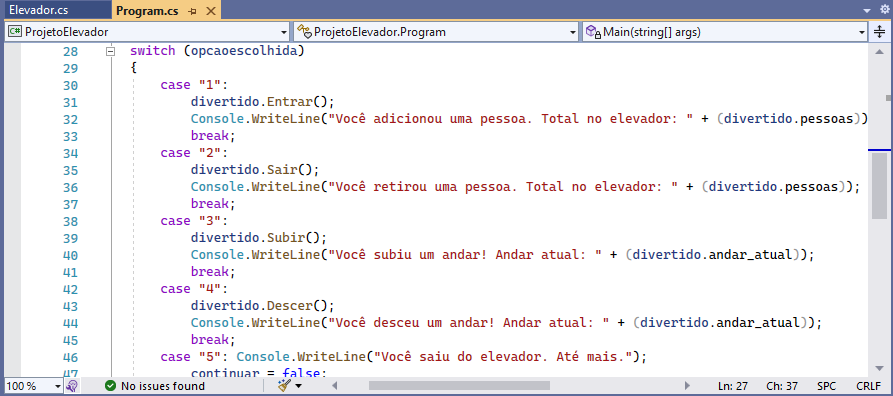 Elevador.cs Program.cs
C# ProjetoElevador ProjetoElevador.Program Main(string[] args)
28 switch (opcaoescolhida)
29 {
30 case "1":
31 divertido.Entrar();
32 Console.WriteLine("Você adicionou uma pessoa. Total no elevador: " + (divertido.pessoas))
33 break;
34 case "2":
35 divertido.Sair();
36 Console.WriteLine("Você retirou uma pessoa. Total no elevador: " + (divertido.pessoas));
37 break;
38 case "3":
39 divertido.Subir();
40 Console.WriteLine("Você subiu um andar! Andar atual: " + (divertido.andar_atual));
41 break;
42 case "4":
43 divertido.Descer();
44 Console.WriteLine("Você desceu um andar! Andar atual: " + (divertido.andar_atual));
45 break;
46 case "5": Console.WriteLine("Você saiu do elevador. Até mais.");
47 continuar = false;
100 % No issues found Ln: 27 Ch: 37 SPC CRLF